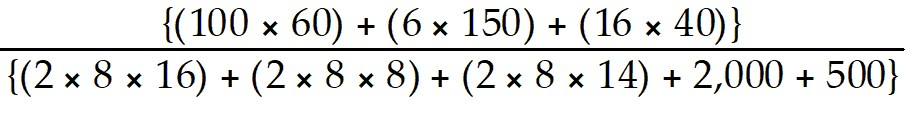 {(100 × 60) + (6 × 150) + (16 × 40)}
{(2 × 8 × 16) + (2 × 8 × 8) + (2 × 8 × 14) + 2,000 + 500}